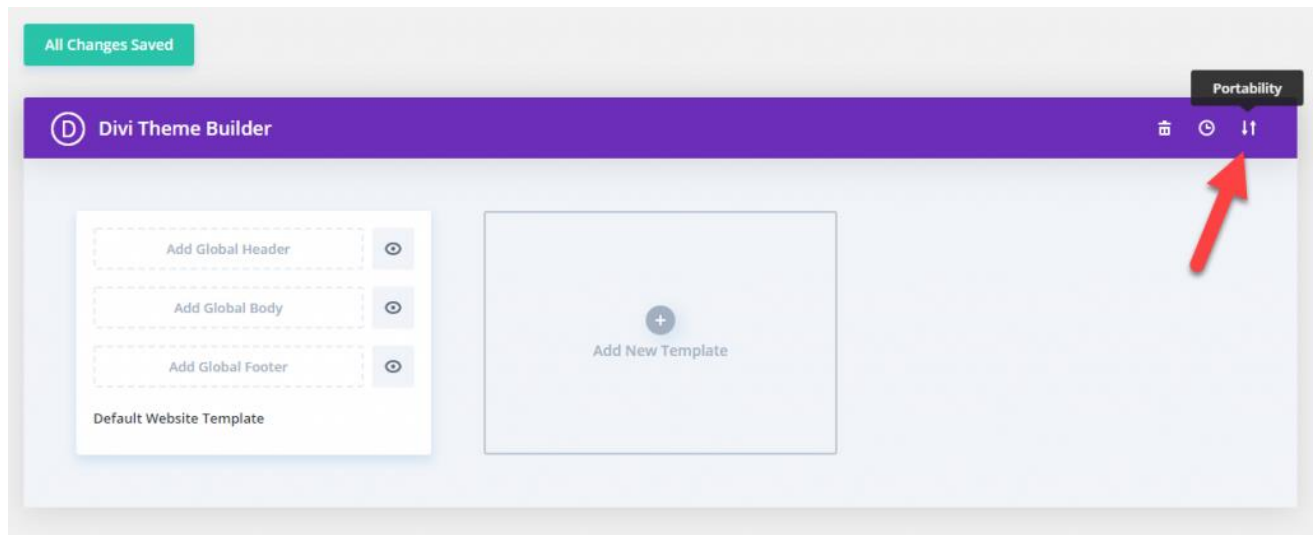 All Changes Saved
Portability
D Divi Theme Builder
Add Global Header
Add Global Body
Add New Template
Add Global Footer
Default Website Template